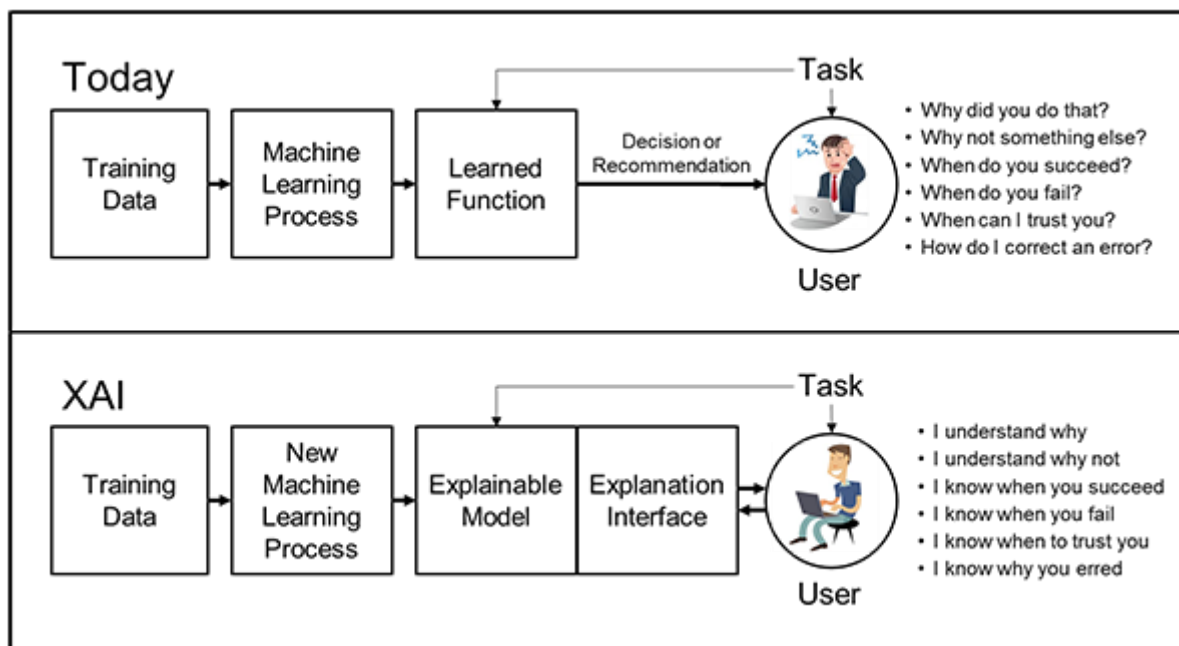 Today
Task
Training
Data
Machine
Learning
Process
Learned
Function
Decision or
Recommendation
User
• Why did you do that?
• Why not something else?
• When do you succeed?
• When do you fail?
• When can I trust you?
• How do I correct an error?
XAI
Task
Training
Data
New
Machine
Learning
Process
Explainable
Model
Explanation
Interface
User
• I understand why
• I understand why not
• I know when you succeed
• I know when you fail
• I know when to trust you
• I know why you erred